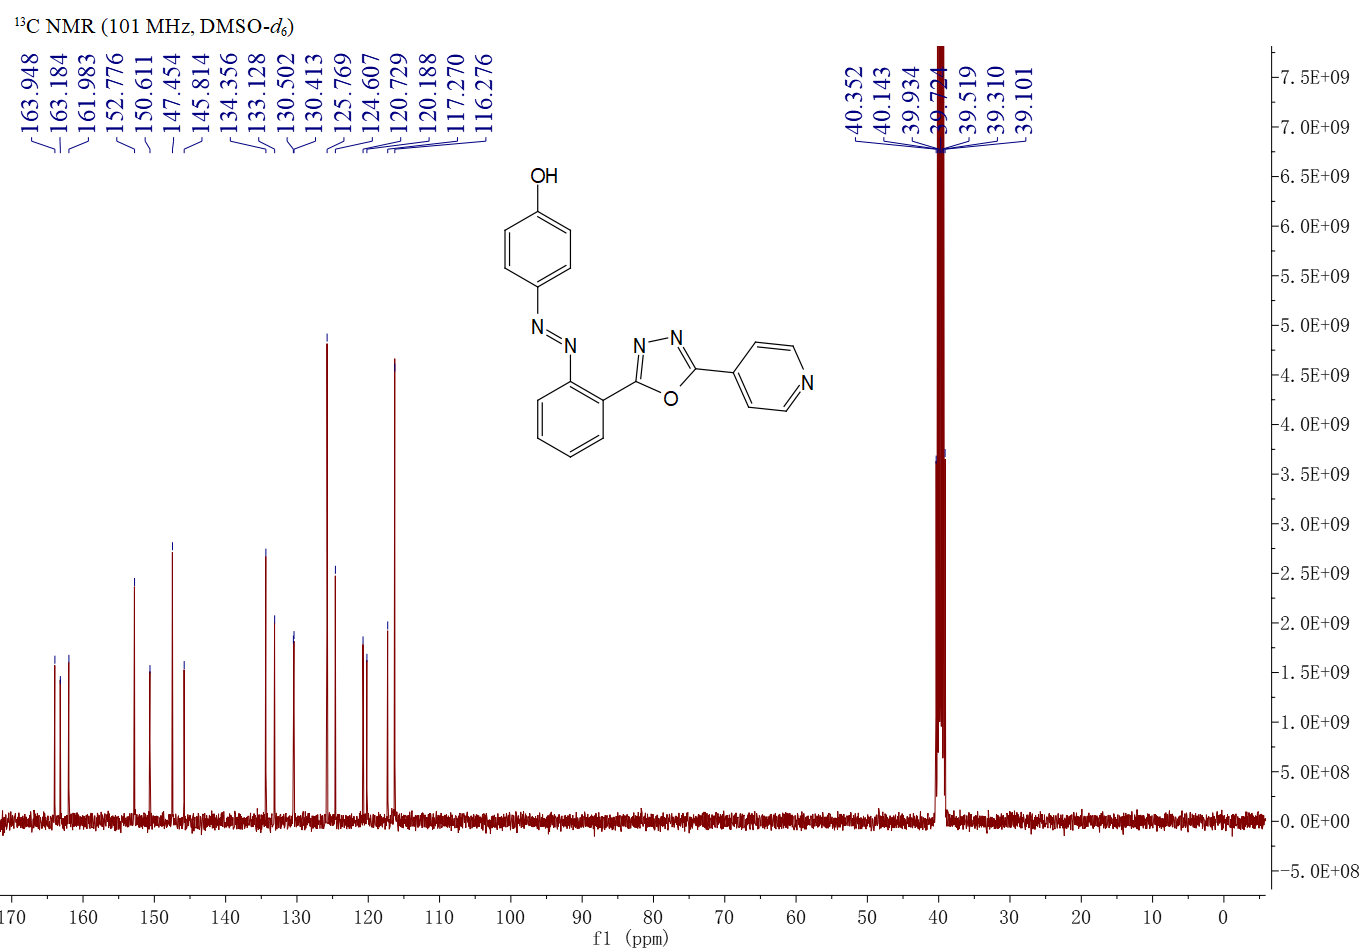 ¹³C NMR (101 MHz, DMSO-d₆)
163.948
163.184
161.983
152.776
150.611
147.454
145.814
134.356
133.128
130.502
130.413
125.769
124.607
120.729
120.188
117.270
116.276
40.352
40.143
39.934
39.724
39.519
39.310
39.101
OH
N
N
N
N
O
N
7.5E+09
7.0E+09
6.5E+09
6.0E+09
5.5E+09
5.0E+09
4.5E+09
4.0E+09
3.5E+09
3.0E+09
2.5E+09
2.0E+09
1.5E+09
1.0E+09
5.0E+08
0.0E+00
-5.0E+08
170 160 150 140 130 120 110 100 90 80 70 60 50 40 30 20 10 0
f1 (ppm)